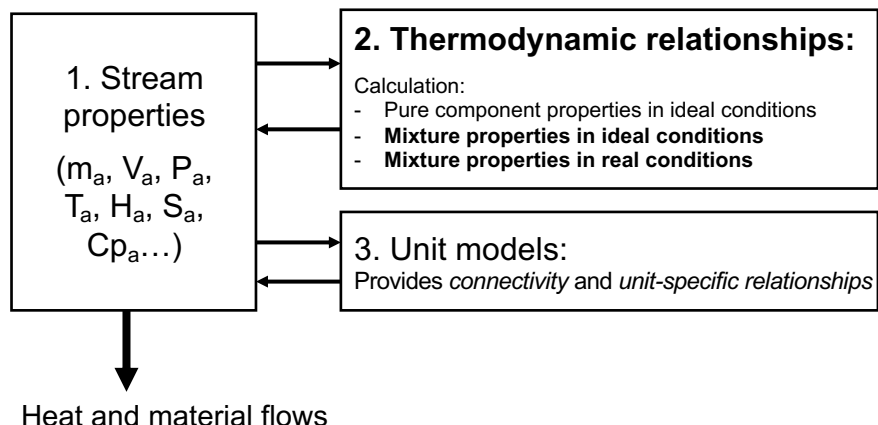 1. Stream
properties
(mₐ, Vₐ, Pₐ,
Tₐ, Hₐ, Sₐ,
Cpₐ…)
2. Thermodynamic relationships:
Calculation:
- Pure component properties in ideal conditions
- Mixture properties in ideal conditions
- Mixture properties in real conditions
3. Unit models:
Provides connectivity and unit-specific relationships
Heat and material flows